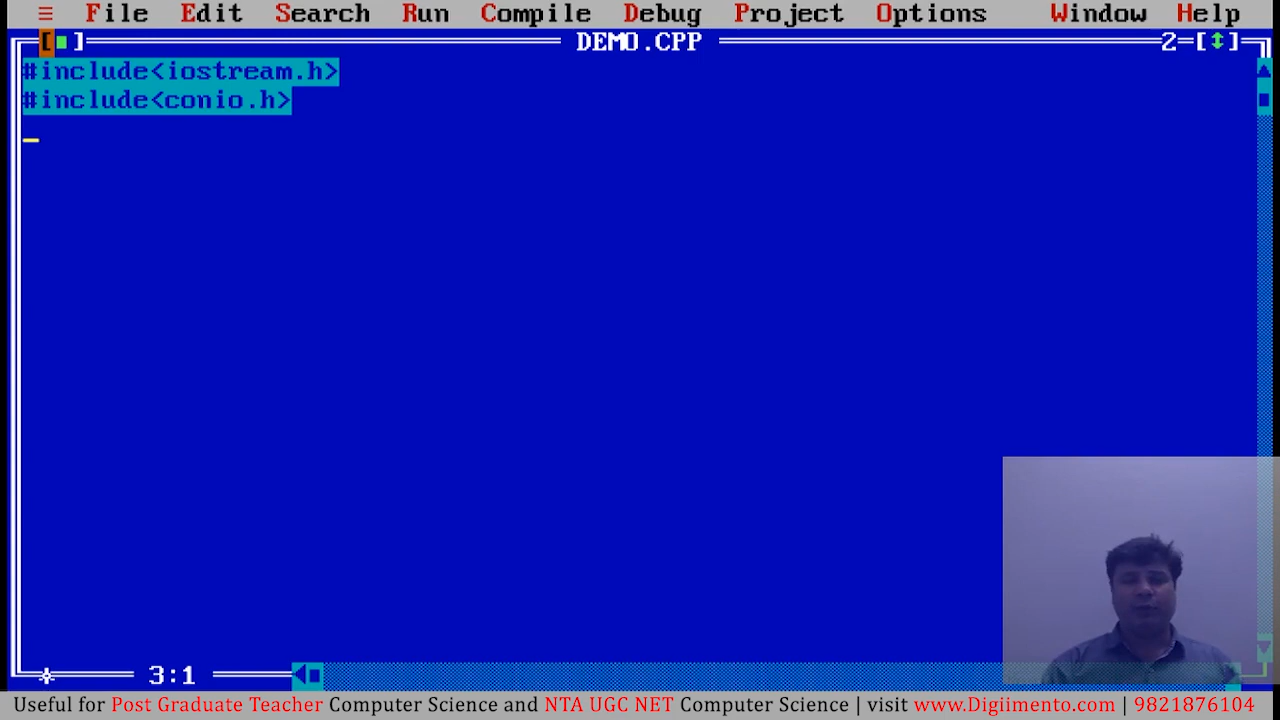 ≡ File Edit Search Run Compile Debug Project Options Window Help
[■] DEMO.CPP 2=[↕]
#include<iostream.h>
#include<conio.h>
3:1
Useful for Post Graduate Teacher Computer Science and NTA UGC NET Computer Science | visit www.Digiimento.com | 9821876104